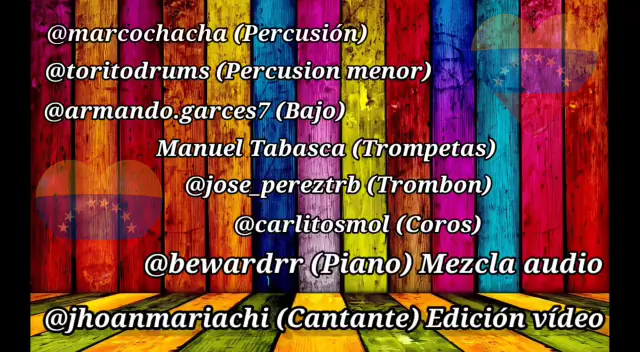 @marcochacha (Percusión)
@toritodrums (Percusion menor)
@armando.garces7 (Bajo)
Manuel Tabasca (Trompetas)
@jose_pereztrb (Trombon)
@carlitosmol (Coros)
@bewardrr (Piano) Mezcla audio
@jhoanmariachi (Cantante) Edición vídeo